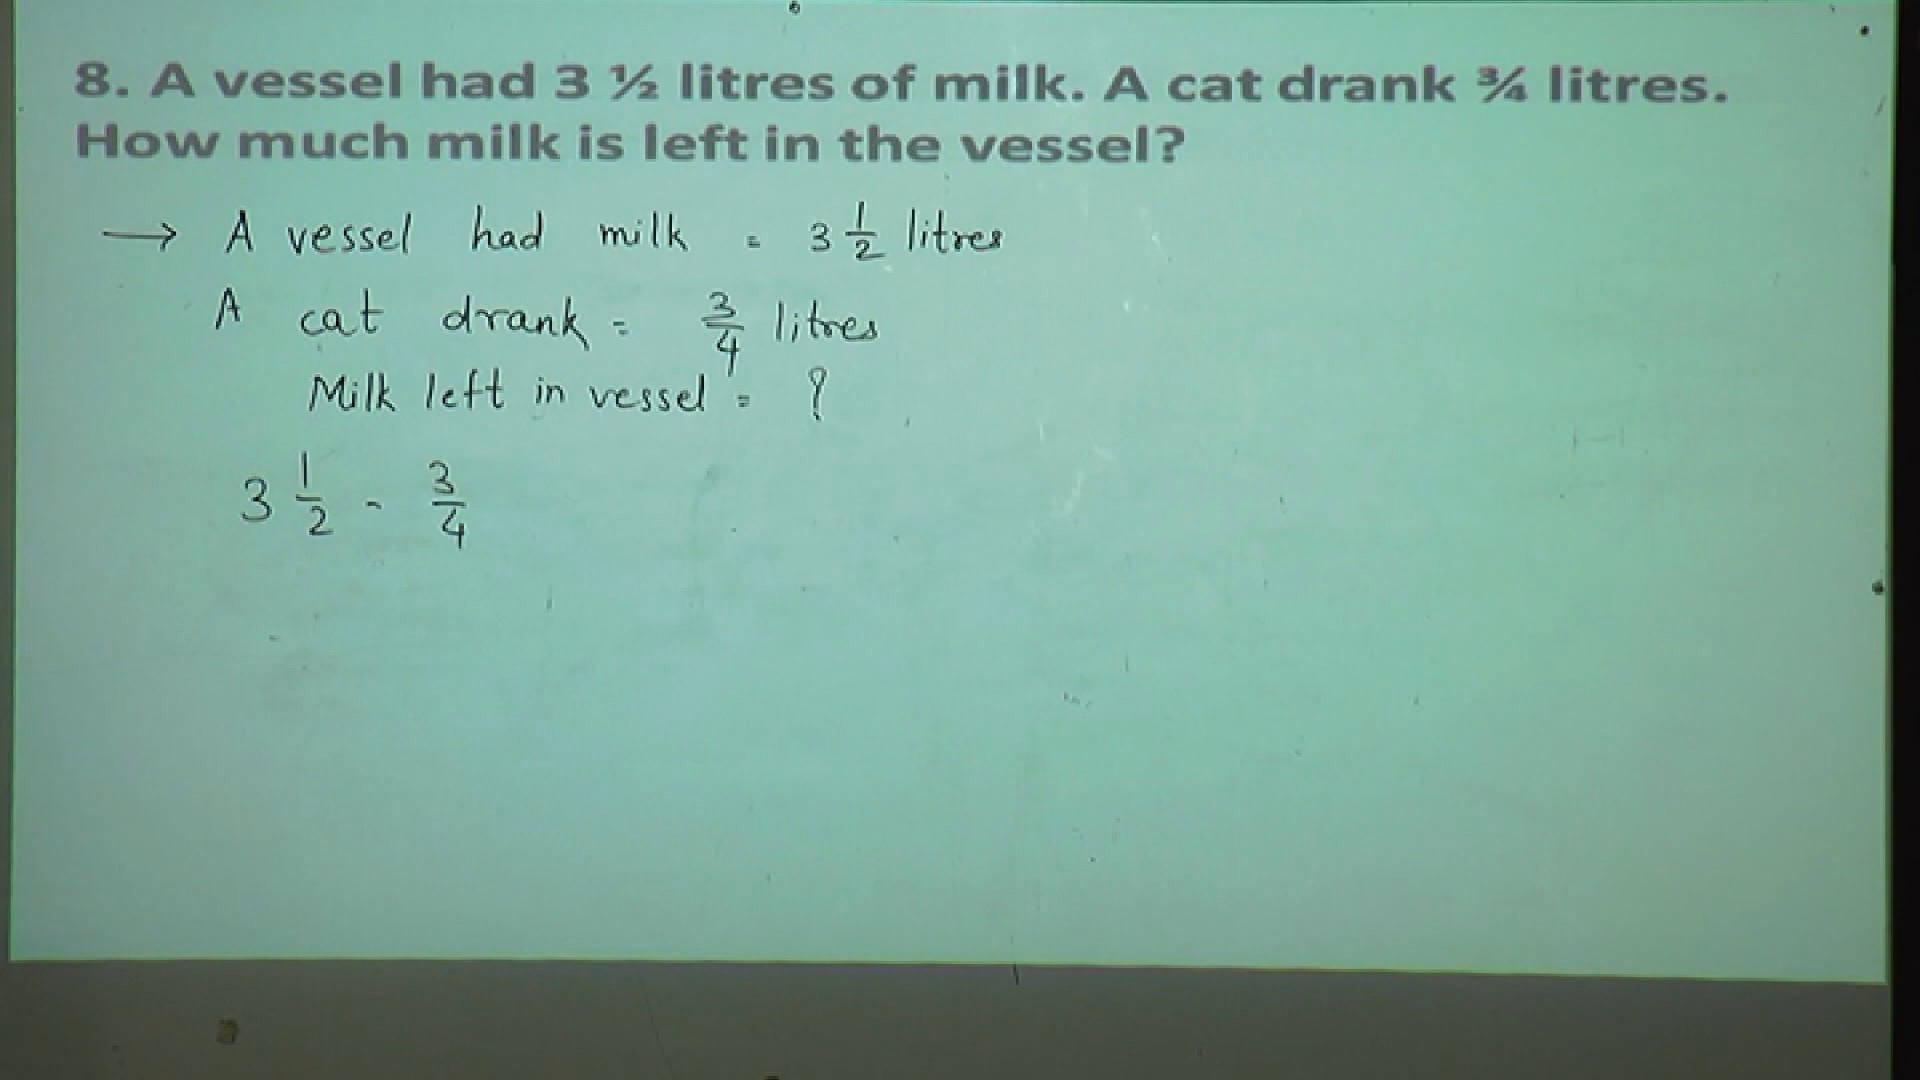 8. A vessel had 3 ½ litres of milk. A cat drank ¾ litres.
How much milk is left in the vessel?
→ A vessel had milk = 3 1/2 litres
A cat drank = 3/4 litres
Milk left in vessel = ?
3 1/2 - 3/4